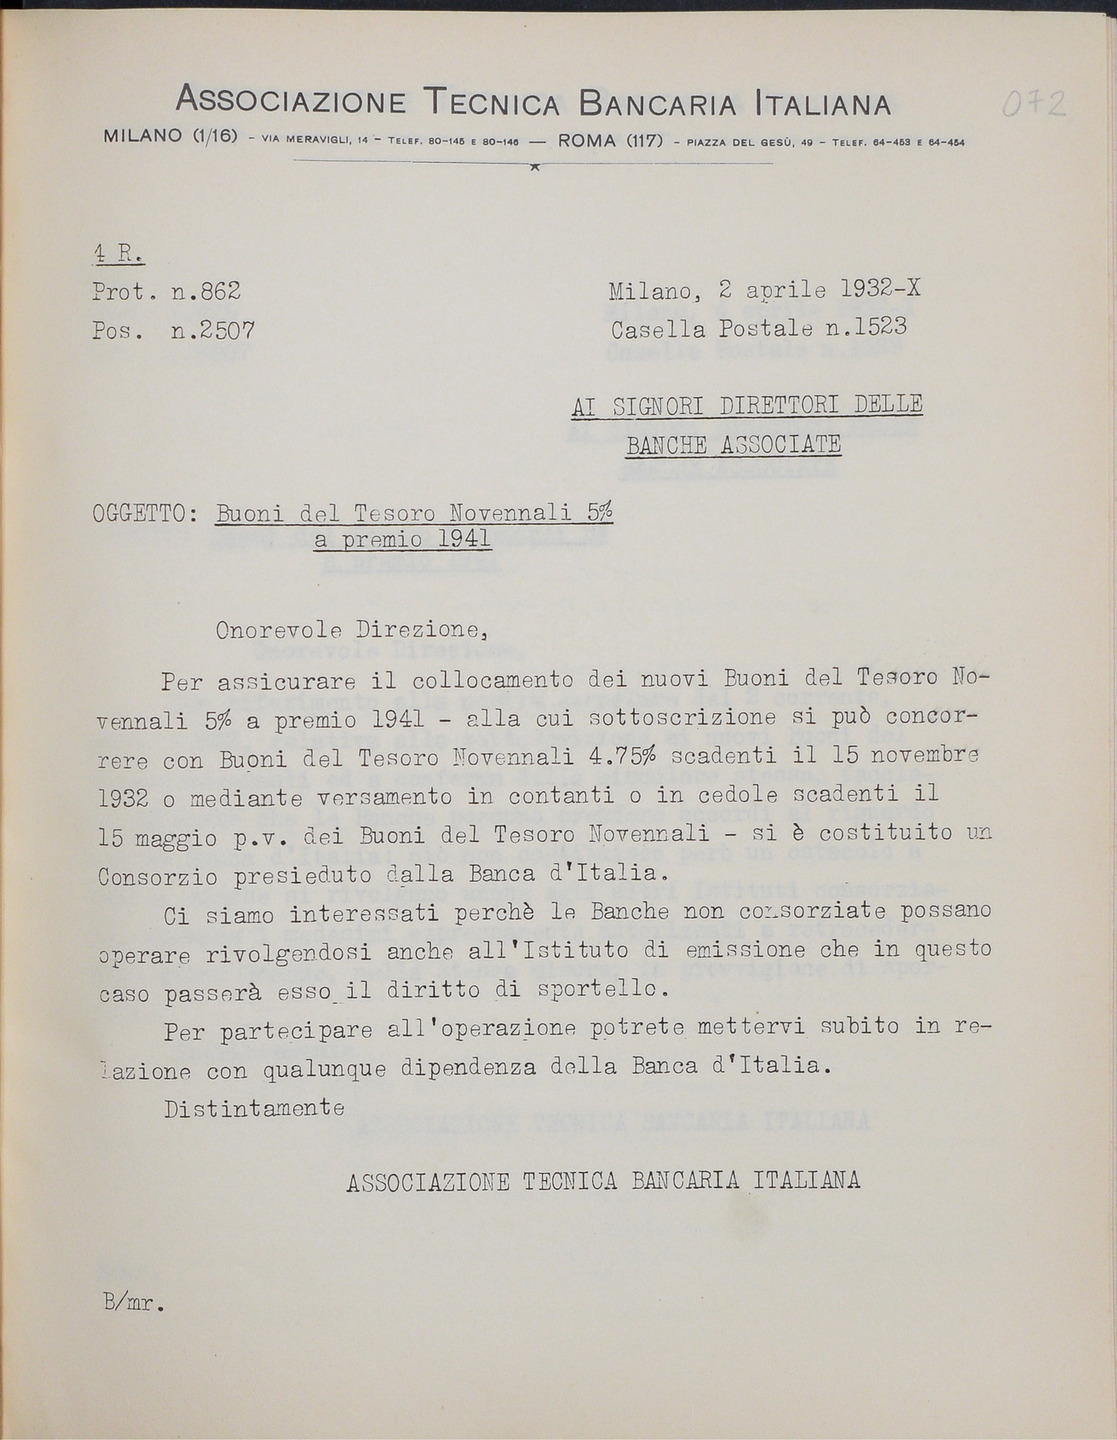 ASSOCIAZIONE TECNICA BANCARIA ITALIANA
072
MILANO (1/16) - VIA MERAVIGLI, 14 - TELEF. 80-145 E 80-146 — ROMA (117) - PIAZZA DEL GESÙ, 49 - TELEF. 64-453 E 64-454
4 R.
Prot. n.862
Milano, 2 aprile 1932-X
Pos. n.2507
Casella Postale n.1523
AI SIGNORI DIRETTORI DELLE
BANCHE ASSOCIATE
OGGETTO: Buoni del Tesoro Novennali 5%
a premio 1941
Onorevole Direzione,
Per assicurare il collocamento dei nuovi Buoni del Tesoro No-
vennali 5% a premio 1941 - alla cui sottoscrizione si può concor-
rere con Buoni del Tesoro Novennali 4.75% scadenti il 15 novembre
1932 o mediante versamento in contanti o in cedole scadenti il
15 maggio p.v. dei Buoni del Tesoro Novennali - si è costituito un
Consorzio presieduto dalla Banca d'Italia.
Ci siamo interessati perchè le Banche non consorziate possano
operare rivolgendosi anche all'Istituto di emissione che in questo
caso passerà esso il diritto di sportello.
Per partecipare all'operazione potrete mettervi subito in re-
lazione con qualunque dipendenza della Banca d'Italia.
Distintamente
ASSOCIAZIONE TECNICA BANCARIA ITALIANA
B/mr.